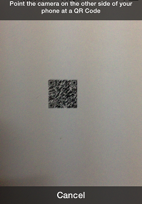 Point the camera on the other side of your
phone at a QR Code
Cancel